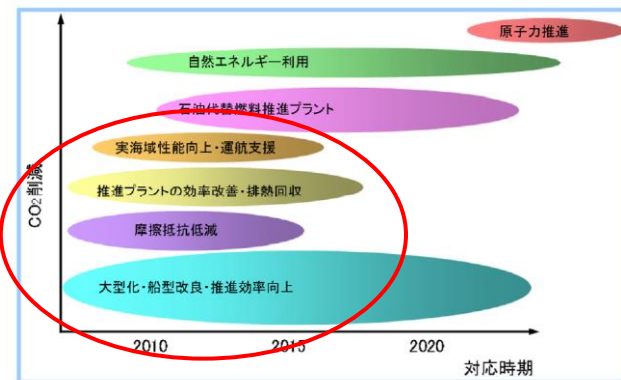 原子力推進
自然エネルギー利用
石油代替燃料推進プラント
実海域性能向上・運航支援
推進プラントの効率改善・排熱回収
摩擦抵抗低減
大型化・船型改良・推進効率向上
CO2削減
2010 2015 2020
対応時期